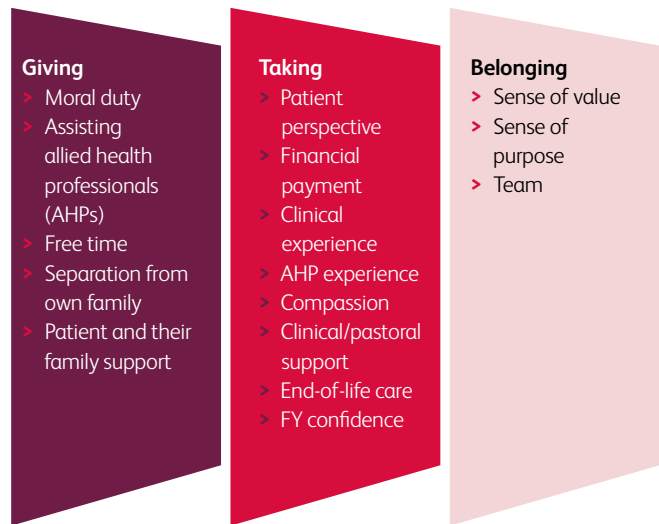 Giving
> Moral duty
> Assisting
allied health
professionals
(AHPs)
> Free time
> Separation from
own family
> Patient and their
family support
Taking
> Patient
perspective
> Financial
payment
> Clinical
experience
> AHP experience
> Compassion
> Clinical/pastoral
support
> End-of-life care
> FY confidence
Belonging
> Sense of value
> Sense of
purpose
> Team